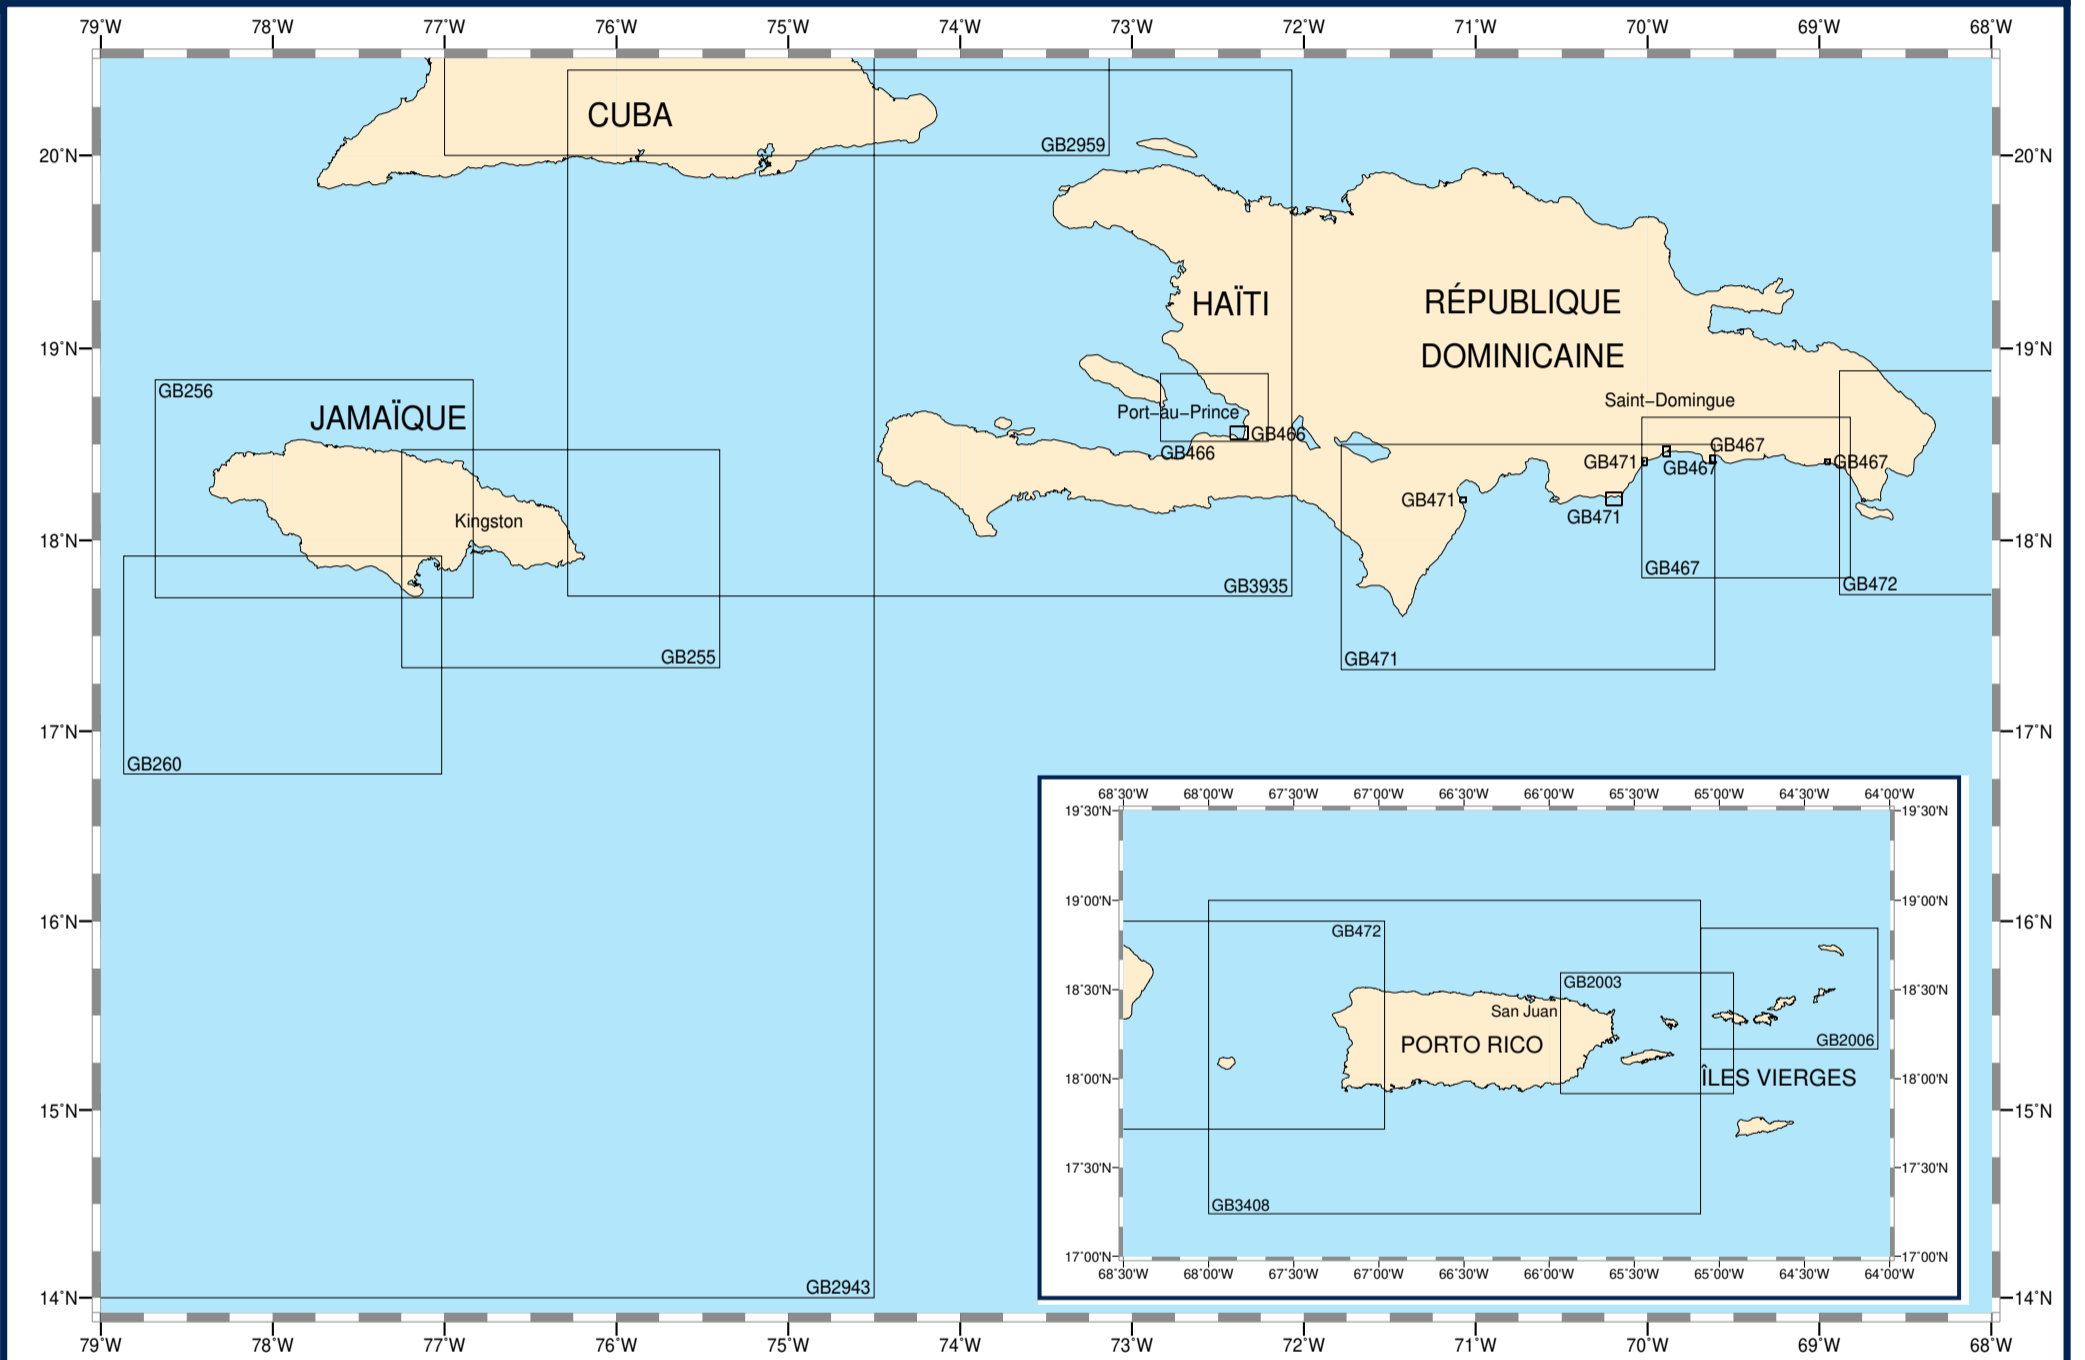 79˚W 78˚W 77˚W 76˚W 75˚W 74˚W 73˚W 72˚W 71˚W 70˚W 69˚W 68˚W
CUBA
GB2959
20˚N 20˚N
HAÏTI
RÉPUBLIQUE
DOMINICAINE
19˚N 19˚N
GB256
JAMAÏQUE
Saint–Domingue
Port–au–Prince
GB466
GB466
GB467
GB471
GB467
GB467
GB471
GB471
Kingston
18˚N 18˚N
GB467
GB472
GB3935
GB255
GB471
17˚N 17˚N
GB260
68˚30'W 68˚00'W 67˚30'W 67˚00'W 66˚30'W 66˚00'W 65˚30'W 65˚00'W 64˚30'W 64˚00'W
19˚30'N 19˚30'N
19˚00'N 19˚00'N
16˚N 16˚N
GB472
GB2003
18˚30'N 18˚30'N
San Juan
PORTO RICO
GB2006
18˚00'N 18˚00'N
ÎLES VIERGES
15˚N 15˚N
17˚30'N 17˚30'N
GB3408
17˚00'N 17˚00'N
68˚30'W 68˚00'W 67˚30'W 67˚00'W 66˚30'W 66˚00'W 65˚30'W 65˚00'W 64˚30'W 64˚00'W
GB2943
14˚N 14˚N
79˚W 78˚W 77˚W 76˚W 75˚W 74˚W 73˚W 72˚W 71˚W 70˚W 69˚W 68˚W